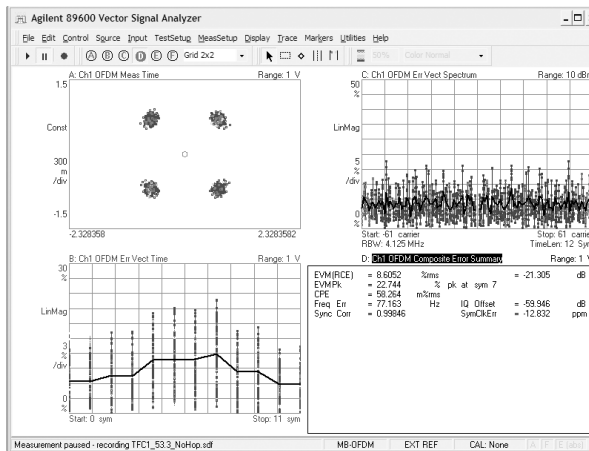 Agilent 89600 Vector Signal Analyzer
File Edit Control Source Input TestSetup MeasSetup Display Trace Markers Utilities Help
A B C D E F Grid 2x2 50% Color Normal
A: Ch1 OFDM Meas Time Range: 1 V
1.5
Const
300
m
/div
-1.5
-2.328358 2.3283582
C: Ch1 OFDM Err Vect Spectrum Range: 10 dBm
50
%
LinMag
5
%
/div
0
%
Start: -61 carrier Stop: 61 carrier
RBW: 4.125 MHz TimeLen: 12 Sym
B: Ch1 OFDM Err Vect Time Range: 1 V
30
%
LinMag
3
%
/div
0
%
Start: 0 sym Stop: 11 sym
D: Ch1 OFDM Composite Error Summary Range: 1 V
EVM(RCE) = 8.6052 %rms = -21.305 dB
EVMPk = 22.744 % pk at sym 7
CPE = 58.264 m%rms
Freq Err = 77.163 Hz IQ Offset = -59.946 dB
Sync Corr = 0.99846 SymClkErr = -12.832 ppm
Measurement paused - recording TFC1_53.3_NoHop.sdf MB-OFDM EXT REF CAL: None A F E